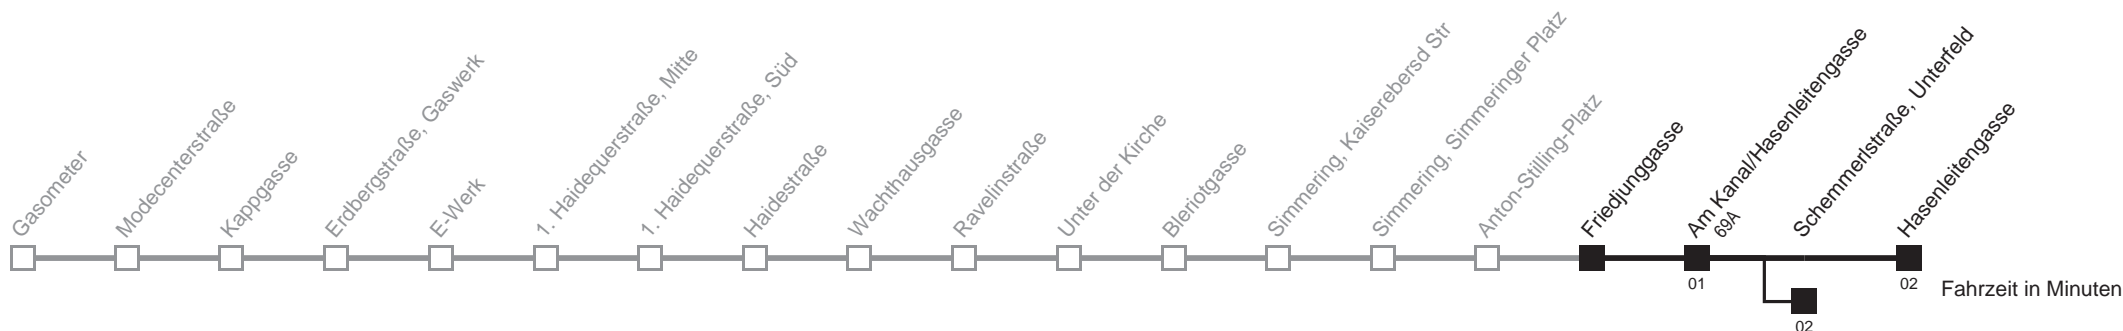 Gasometer
Modecenterstraße
Kappgasse
Erdbergstraße, Gaswerk
E-Werk
1. Haidequerstraße, Mitte
1. Haidequerstraße, Süd
Haidestraße
Wachthausgasse
Ravelinstraße
Unter der Kirche
Bleriotgasse
Simmering, Kaiserebersd Str
Simmering, Simmeringer Platz
Anton-Stilling-Platz
Friedjunggasse
Am Kanal/Hasenleitengasse
69A
Schemmerlstraße, Unterfeld
Hasenleitengasse
01
02
Fahrzeit in Minuten
02